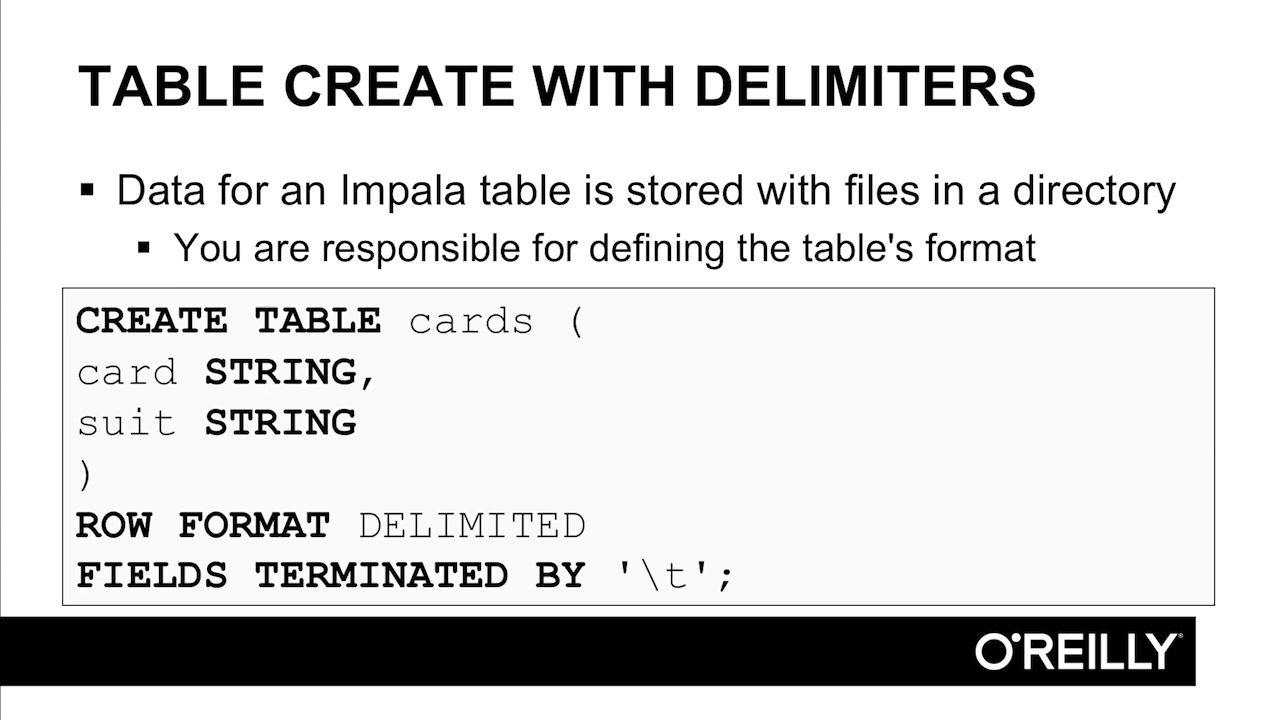 TABLE CREATE WITH DELIMITERS
▪ Data for an Impala table is stored with files in a directory
▪ You are responsible for defining the table's format
CREATE TABLE cards (
card STRING,
suit STRING
)
ROW FORMAT DELIMITED
FIELDS TERMINATED BY '\t';
O'REILLY®